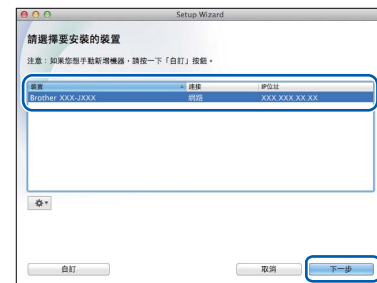 Setup Wizard
請選擇要安裝的裝置
注意：如果您想手動新增機器，請按一下「自訂」按鈕。
裝置 連接 IP位址
Brother XXX-JXXX 網路 XXX.XXX.XX.XX
自訂 取消 下一步